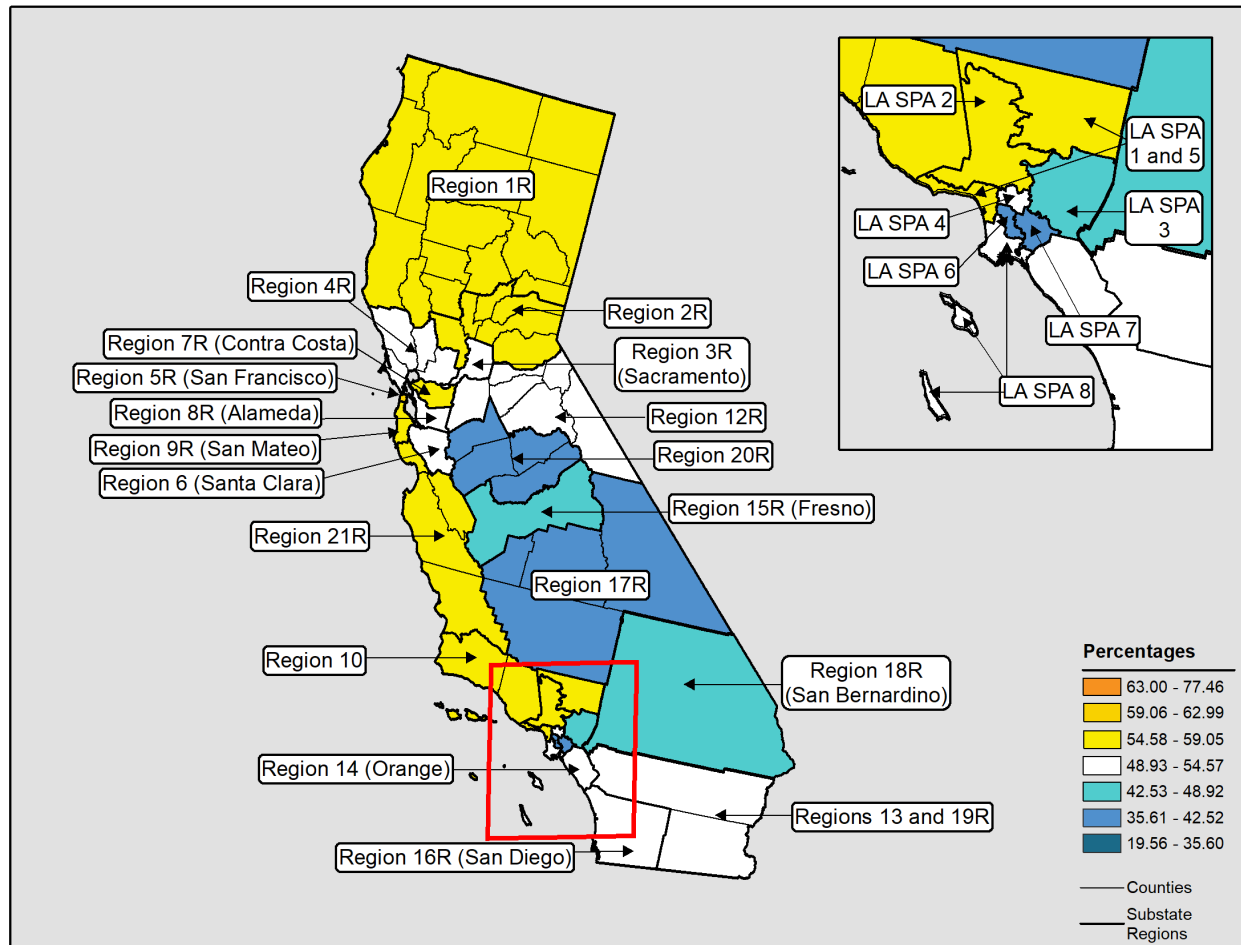 Region 1R
Region 4R
Region 2R
Region 7R (Contra Costa)
Region 3R
(Sacramento)
Region 5R (San Francisco)
Region 8R (Alameda)
Region 12R
Region 9R (San Mateo)
Region 20R
Region 6 (Santa Clara)
Region 15R (Fresno)
Region 21R
Region 17R
Region 10
Region 18R
(San Bernardino)
Region 14 (Orange)
Regions 13 and 19R
Region 16R (San Diego)
LA SPA 2
LA SPA
1 and 5
LA SPA 4
LA SPA
3
LA SPA 6
LA SPA 7
LA SPA 8
Percentages
63.00 - 77.46
59.06 - 62.99
54.58 - 59.05
48.93 - 54.57
42.53 - 48.92
35.61 - 42.52
19.56 - 35.60
Counties
Substate
Regions